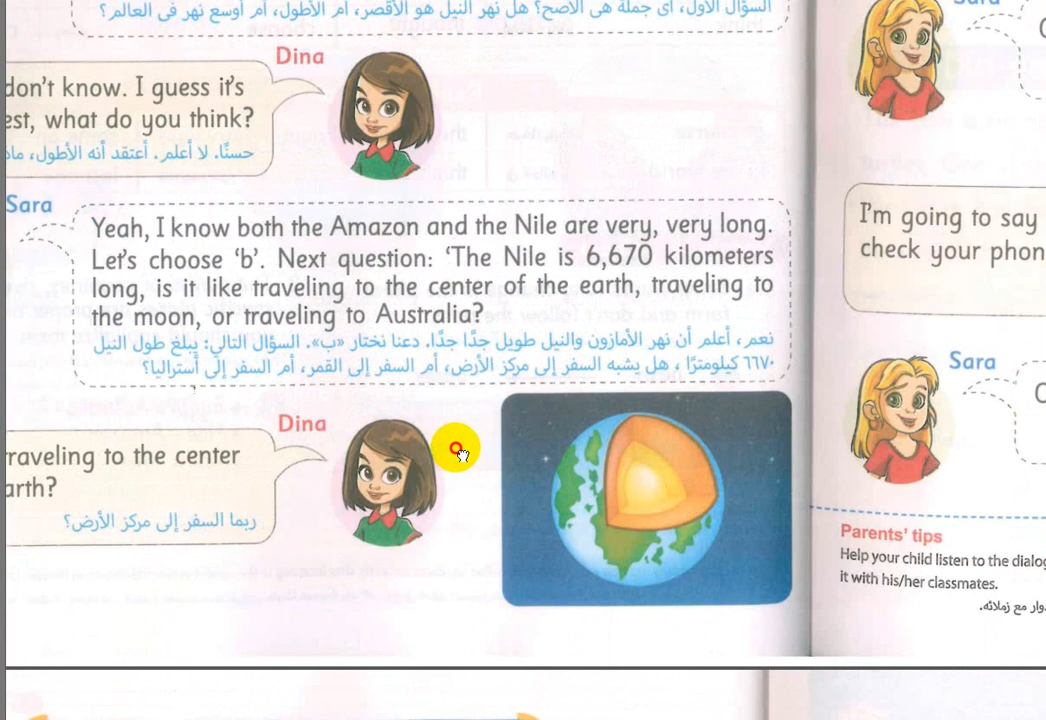 السؤال الأول، أى جملة هى الأصح؟ هل نهر النيل هو الأقصر، أم الأطول، أم أوسع نهر فى العالم؟
Dina
don't know. I guess it's
est, what do you think?
حسنًا. لا أعلم. أعتقد أنه الأطول،
Sara
Yeah, I know both the Amazon and the Nile are very, very long.
Let's choose 'b'. Next question: 'The Nile is 6,670 kilometers
long, is it like traveling to the center of the earth, traveling to
the moon, or traveling to Australia?
نعم، أعلم أن نهر الأمازون والنيل طويل جدًّا جدًّا. دعنا نختار «ب». السؤال التالي: يبلغ طول النيل
٦٦٧٠ كيلومترًا، هل يشبه السفر إلى مركز الأرض، أم السفر إلى القمر، أم السفر إلى أستراليا؟
Dina
raveling to the center
arth?
ربما السفر إلى مركز الأرض؟
Sara
I'm going to say
check your phon
Sara
Parents' tips
Help your child listen to the dialog
it with his/her classmates.
مع زملائه.